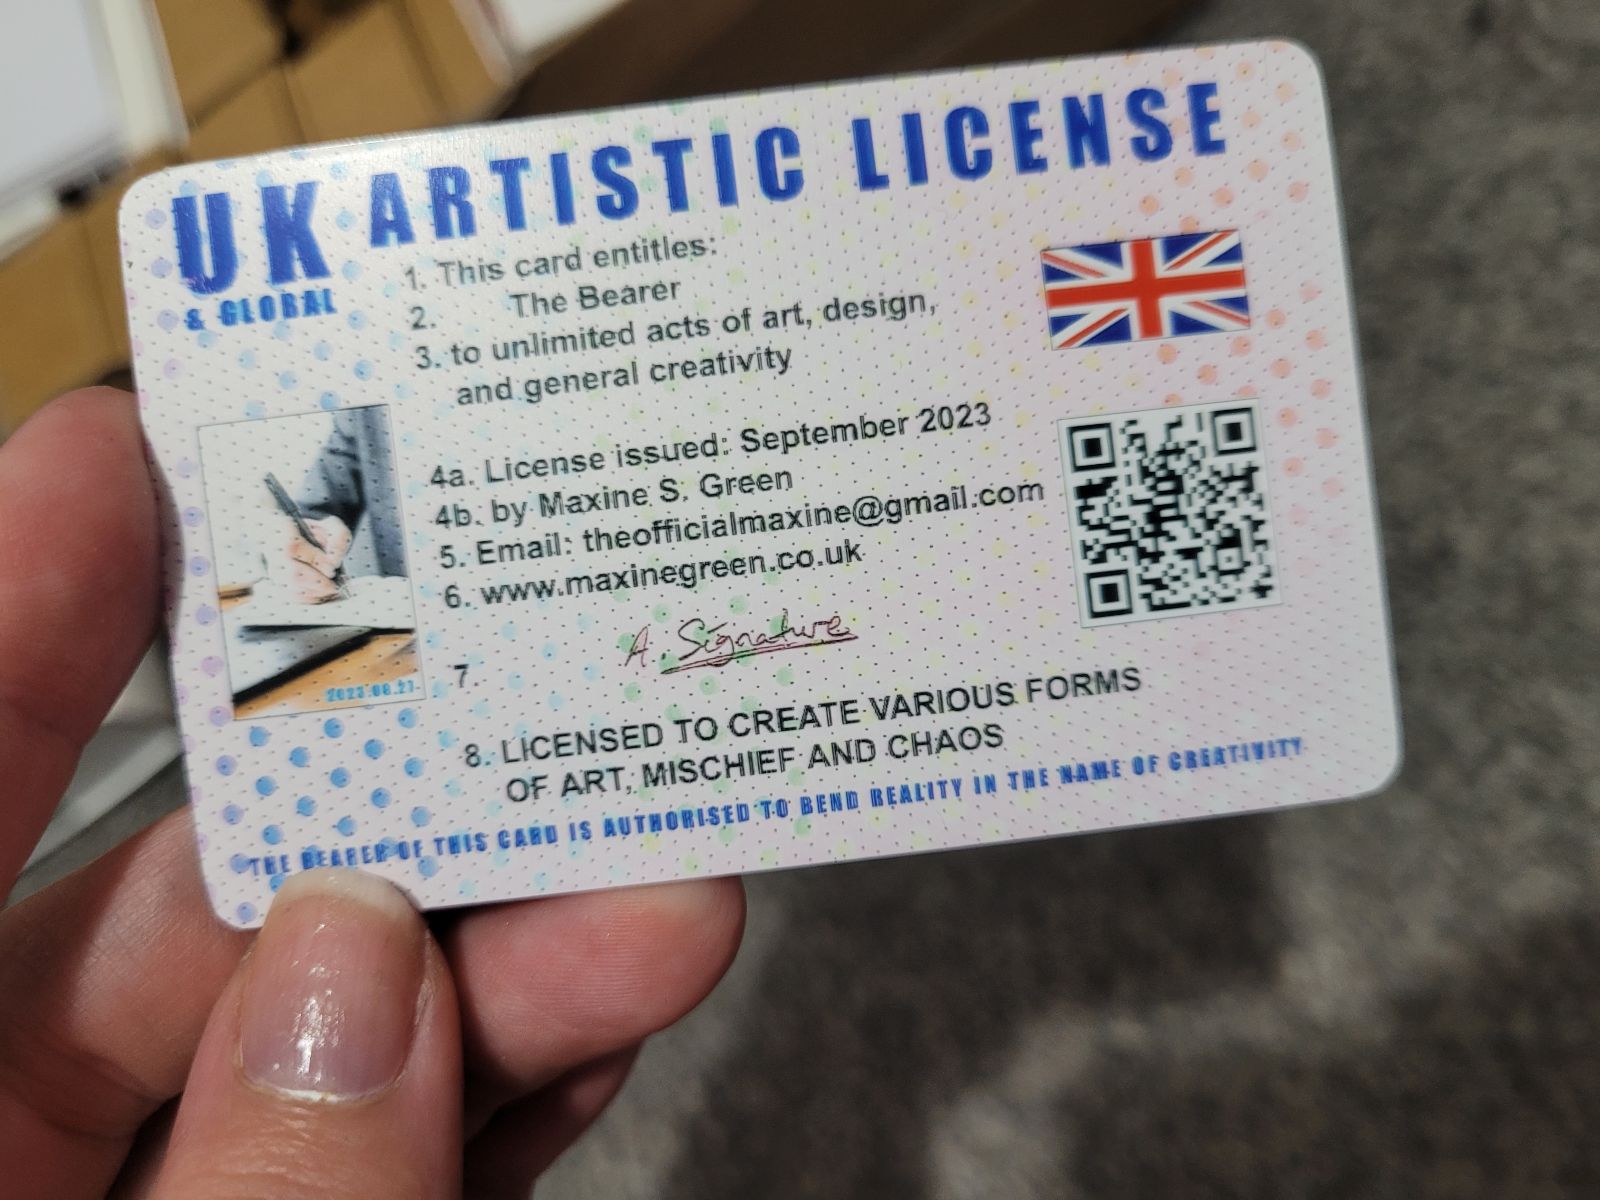 UK ARTISTIC LICENSE
& GLOBAL
1. This card entitles:
2. The Bearer
3. to unlimited acts of art, design,
and general creativity
4a. License issued: September 2023
4b. by Maxine S. Green
5. Email: theofficialmaxine@gmail.com
6. www.maxinegreen.co.uk
7. A. Signature
2023.08.27
8. LICENSED TO CREATE VARIOUS FORMS
OF ART, MISCHIEF AND CHAOS
THE BEARER OF THIS CARD IS AUTHORISED TO BEND REALITY IN THE NAME OF CREATIVITY